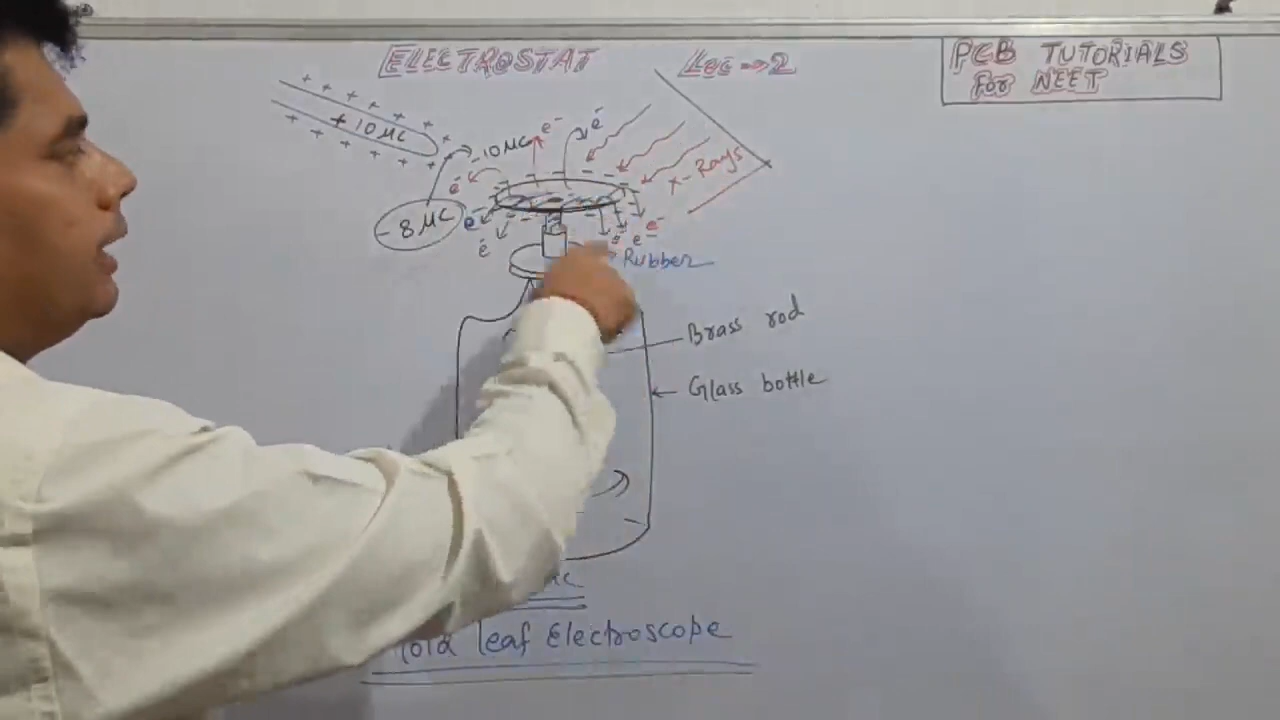 ELECTROSTAT
Lec → 2
PCB TUTORIALS
For NEET
+ 10 μC
- 10 μC
e⁻
e⁻
e⁻
X-Rays
- 8 μC
e⁻
e⁻
e⁻
e⁻
e⁻
Rubber
Brass rod
Glass bottle
leaf Electroscope